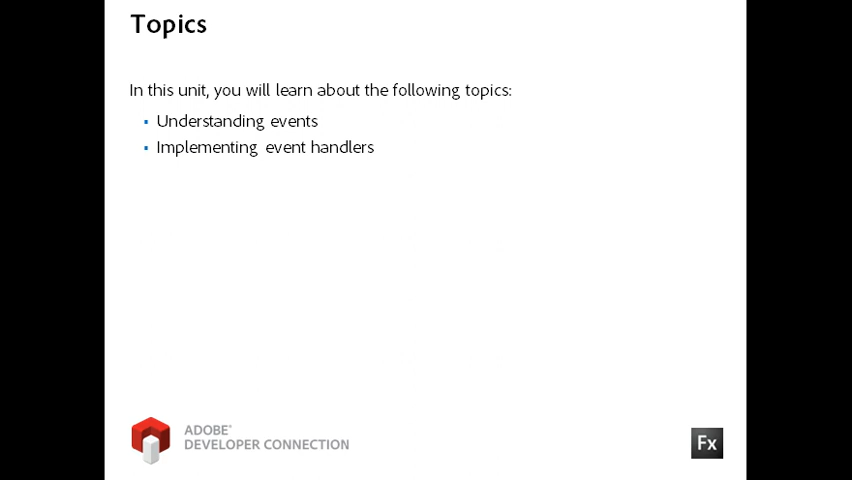 Topics
In this unit, you will learn about the following topics:
Understanding events
Implementing event handlers
ADOBE®
DEVELOPER CONNECTION
Fx